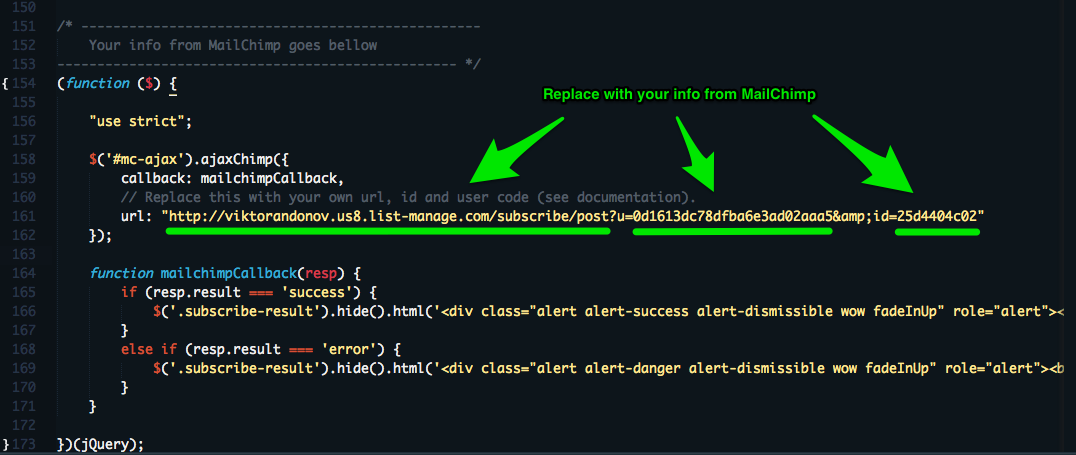 150
151 /* --------------------------------------------------
152 Your info from MailChimp goes bellow
153 -------------------------------------------------- */
{ 154 (function ($) {
155
Replace with your info from MailChimp
156 "use strict";
157
158 $('#mc-ajax').ajaxChimp({
159 callback: mailchimpCallback,
160 // Replace this with your own url, id and user code (see documentation).
161 url: "http://viktorandonov.us8.list-manage.com/subscribe/post?u=0d1613dc78dfba6e3ad02aaa5&amp;id=25d4404c02"
162 });
163
164 function mailchimpCallback(resp) {
165 if (resp.result === 'success') {
166 $('.subscribe-result').hide().html('<div class="alert alert-success alert-dismissible wow fadeInUp" role="alert"><
167 }
168 else if (resp.result === 'error') {
169 $('.subscribe-result').hide().html('<div class="alert alert-danger alert-dismissible wow fadeInUp" role="alert"><b
170 }
171 }
172
} 173 })(jQuery);